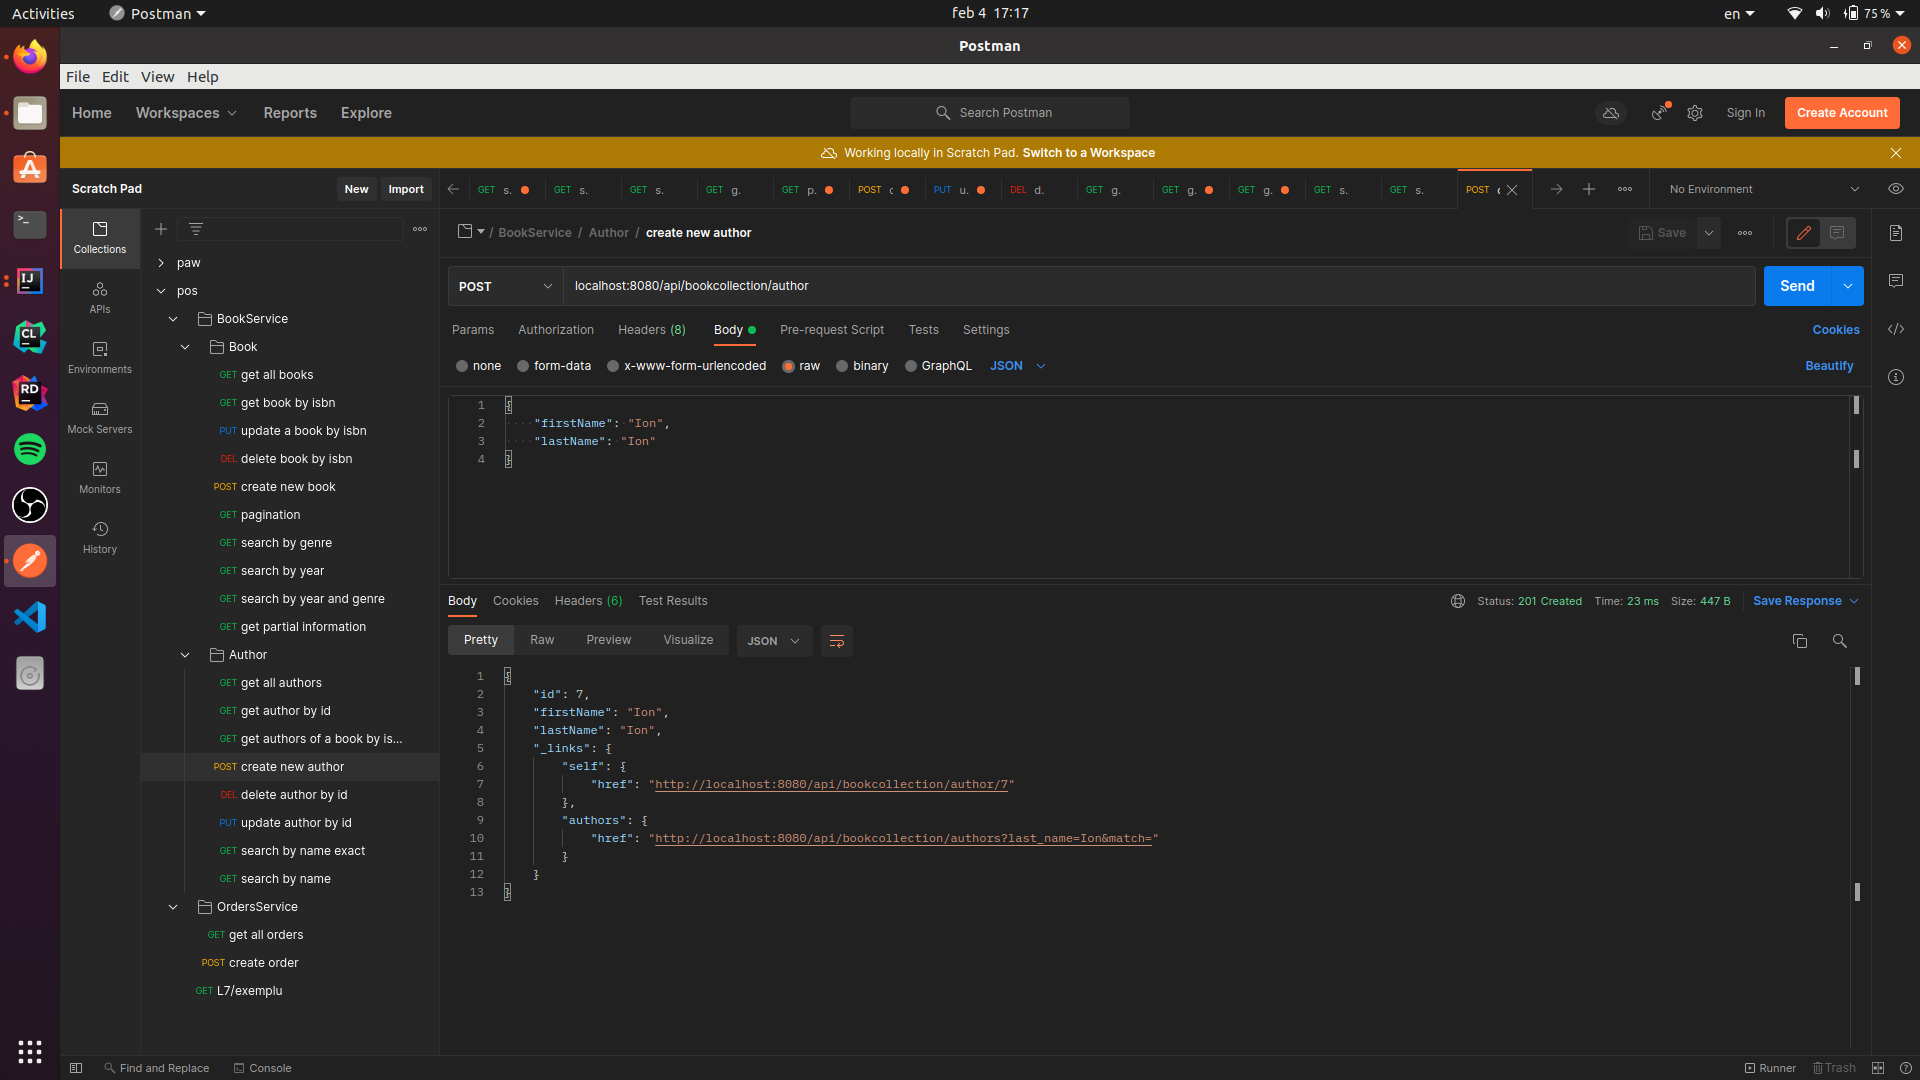 Activities
Postman
feb 4 17:17
en
75 %
Postman
File Edit View Help
Home
Workspaces
Reports
Explore
Search Postman
Sign In
Create Account
Working locally in Scratch Pad. Switch to a Workspace
Scratch Pad
New
Import
GET s.
GET s.
GET s.
GET g.
GET p.
POST c
PUT u.
DEL d.
GET g.
GET g.
GET g.
GET s.
GET s.
POST
No Environment
Collections
APIs
Environments
Mock Servers
Monitors
History
paw
pos
BookService
Book
GET get all books
GET get book by isbn
PUT update a book by isbn
DEL delete book by isbn
POST create new book
GET pagination
GET search by genre
GET search by year
GET search by year and genre
GET get partial information
Author
GET get all authors
GET get author by id
GET get authors of a book by is...
POST create new author
DEL delete author by id
PUT update author by id
GET search by name exact
GET search by name
OrdersService
GET get all orders
POST create order
GET L7/exemplu
/ BookService / Author / create new author
Save
POST
localhost:8080/api/bookcollection/author
Send
Params
Authorization
Headers (8)
Body
Pre-request Script
Tests
Settings
Cookies
none
form-data
x-www-form-urlencoded
raw
binary
GraphQL
JSON
Beautify
1 {
2 "firstName": "Ion",
3 "lastName": "Ion"
4 }
Body
Cookies
Headers (6)
Test Results
Status: 201 Created
Time: 23 ms
Size: 447 B
Save Response
Pretty
Raw
Preview
Visualize
JSON
1 {
2 "id": 7,
3 "firstName": "Ion",
4 "lastName": "Ion",
5 "_links": {
6 "self": {
7 "href": "http://localhost:8080/api/bookcollection/author/7"
8 },
9 "authors": {
10 "href": "http://localhost:8080/api/bookcollection/authors?last_name=Ion&match="
11 }
12 }
13 }
Find and Replace
Console
Runner
Trash